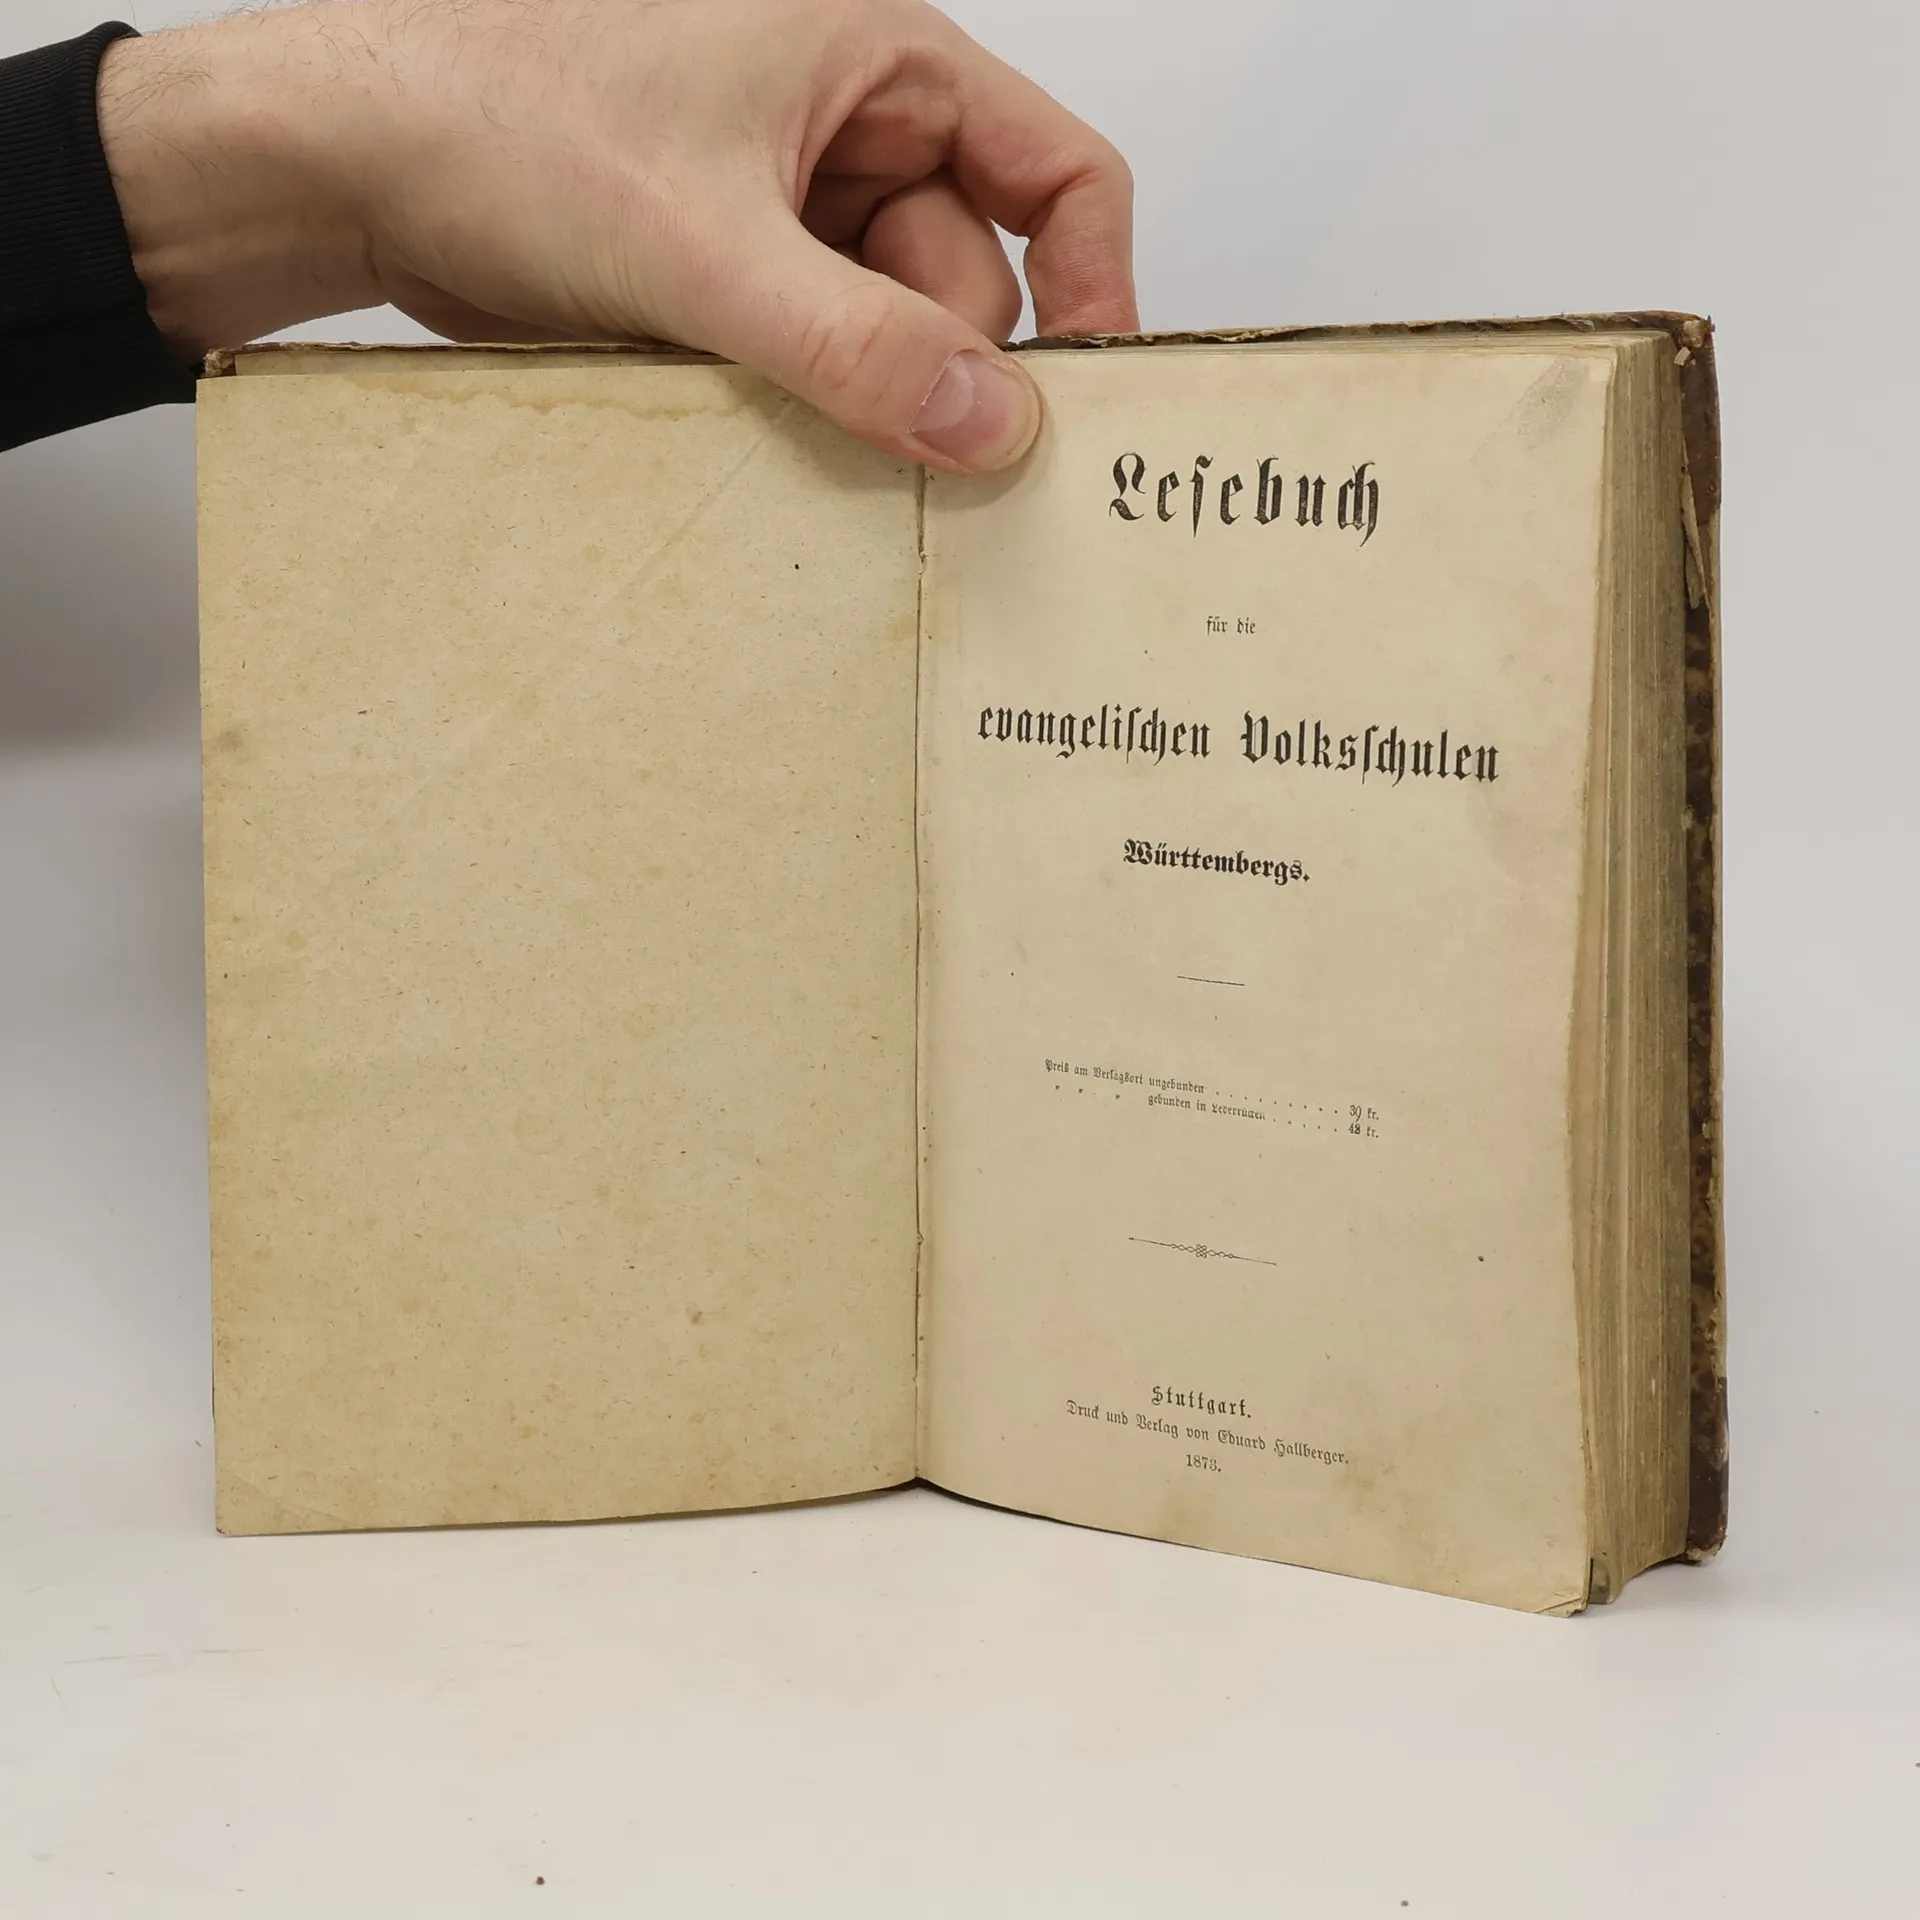 Lesebuch
für die
evangelischen Volksschulen
Württembergs.
Preis am Verlagsort ungebunden . . . . . . . . . 39 kr.
" " " gebunden in Lederrücken . . . . . . 48 kr.
Stuttgart.
Druck und Verlag von Eduard Hallberger.
1873.